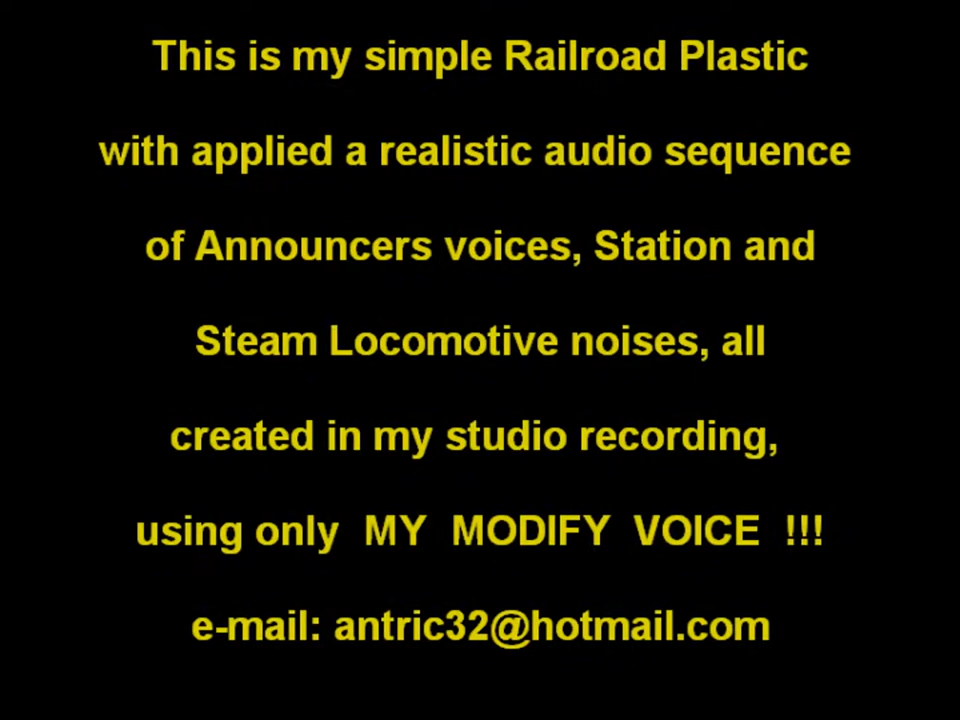 This is my simple Railroad Plastic
with applied a realistic audio sequence
of Announcers voices, Station and
Steam Locomotive noises, all
created in my studio recording,
using only MY MODIFY VOICE !!!
e-mail: antric32@hotmail.com